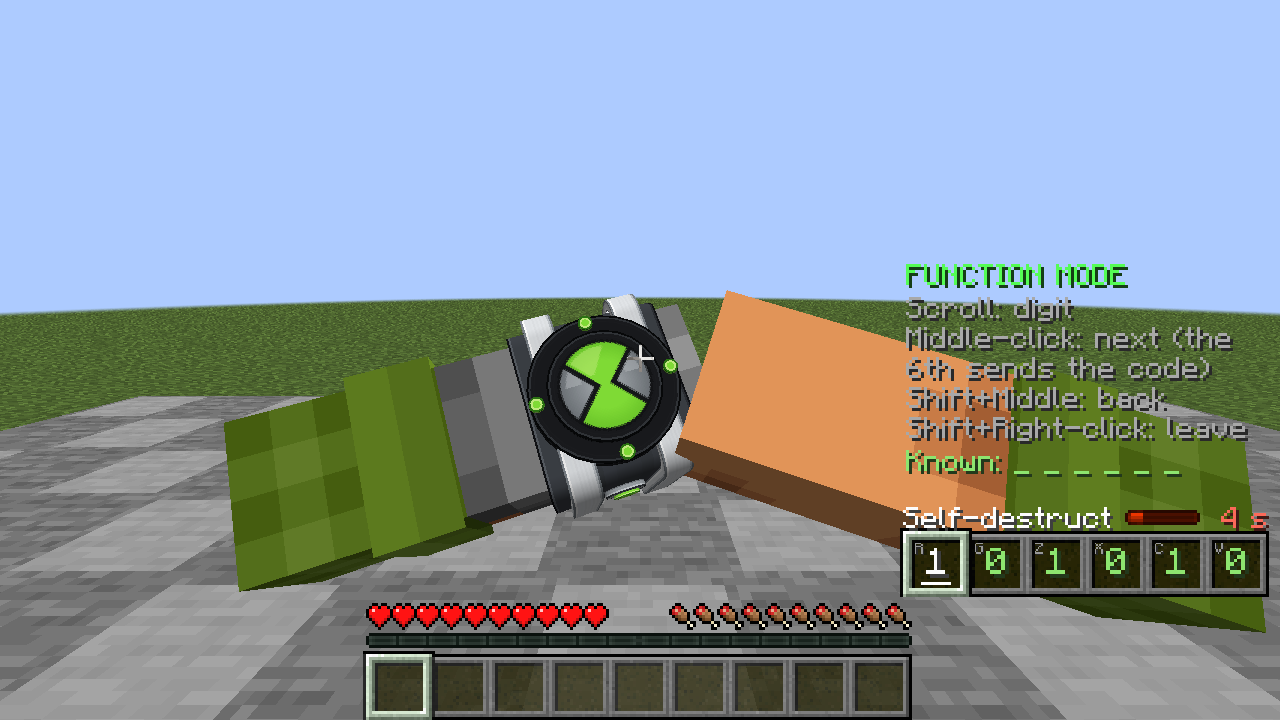 FUNCTION MODE
Scroll: digit
Middle-click: next (the
6th sends the code)
Shift+Middle: back
Shift+Right-click: leave
Known: _ _ _ _ _ _
Self-destruct 4 s
R 1 G 0 Z 1 X 0 C 1 V 0